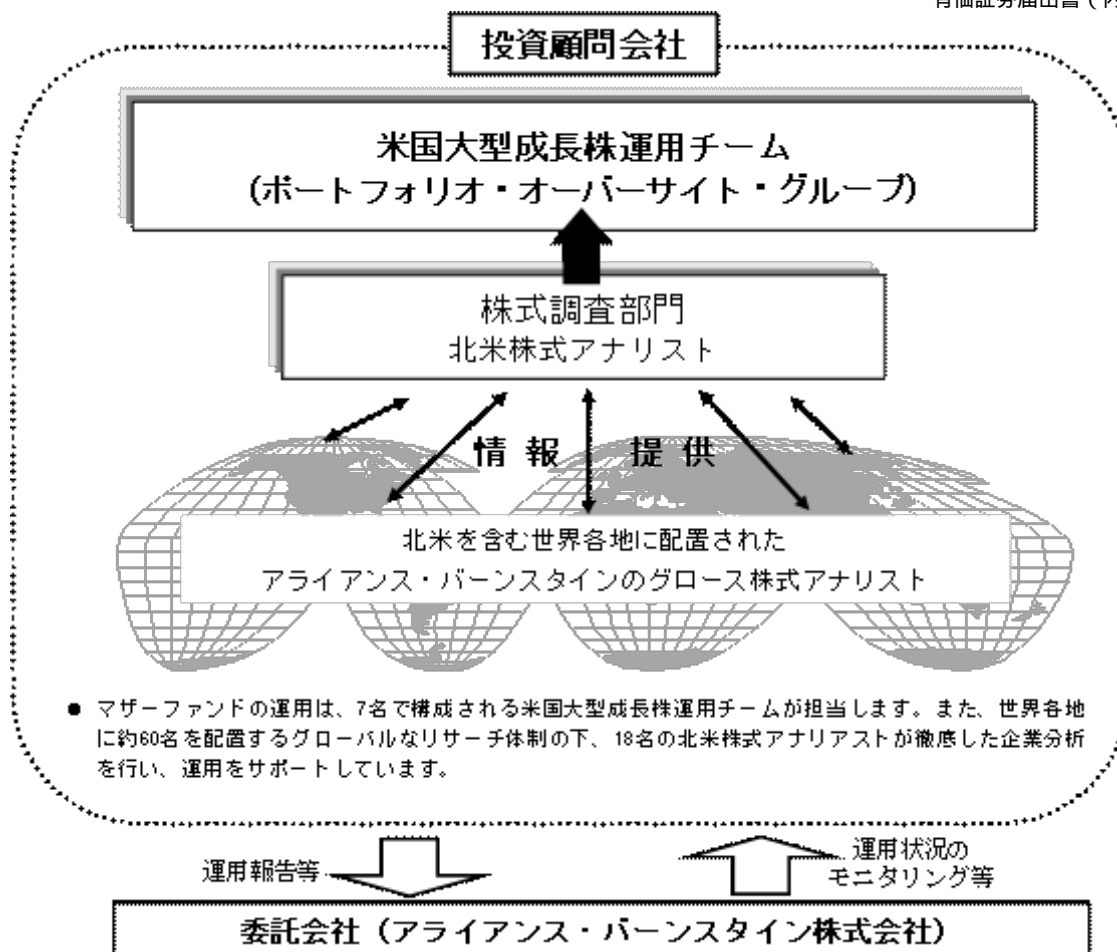 有価証券届出書（内
投資顧問会社
米国大型成長株運用チーム
（ポートフォリオ・オーバーサイト・グループ）
株式調査部門
北米株式アナリスト
情 報 提 供
北米を含む世界各地に配置された
アライアンス・バーンスタインのグロース株式アナリスト
● マザーファンドの運用は、7名で構成される米国大型成長株運用チームが担当します。また、世界各地
に約60名を配置するグローバルなリサーチ体制の下、18名の北米株式アナリアストが徹底した企業分析
を行い、運用をサポートしています。
運用報告等
運用状況の
モニタリング等
委託会社（アライアンス・バーンスタイン株式会社）